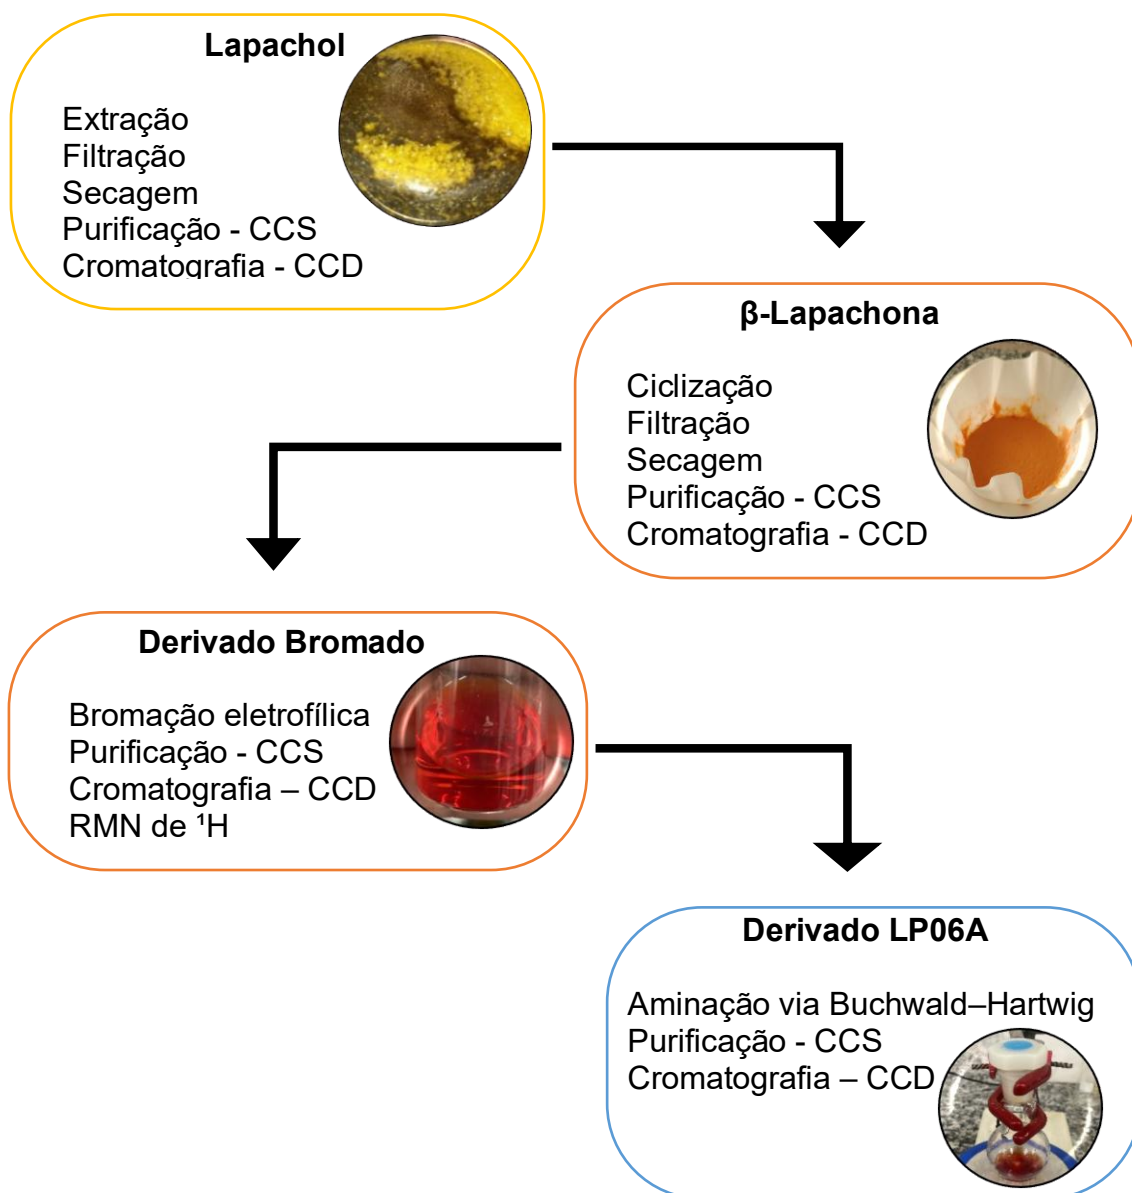 Lapachol
Extração
Filtração
Secagem
Purificação - CCS
Cromatografia - CCD
β-Lapachona
Ciclização
Filtração
Secagem
Purificação - CCS
Cromatografia - CCD
Derivado Bromado
Bromação eletrofílica
Purificação - CCS
Cromatografia – CCD
RMN de ¹H
Derivado LP06A
Aminação via Buchwald–Hartwig
Purificação - CCS
Cromatografia – CCD